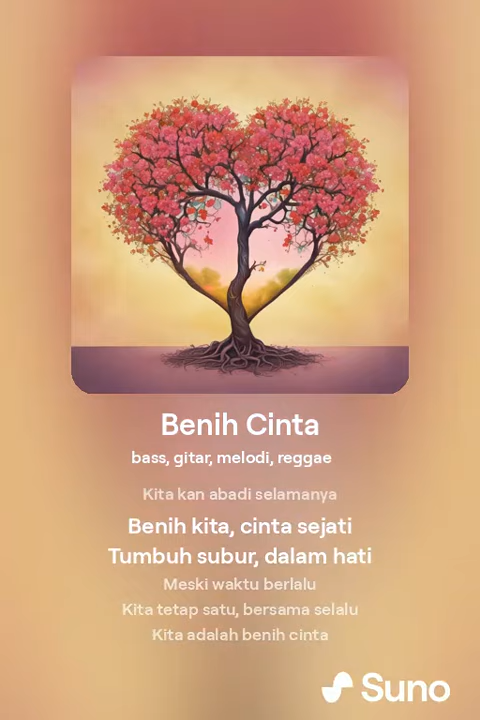 Benih Cinta
bass, gitar, melodi, reggae
Kita kan abadi selamanya
Benih kita, cinta sejati
Tumbuh subur, dalam hati
Meski waktu berlalu
Kita tetap satu, bersama selalu
Kita adalah benih cinta
Suno